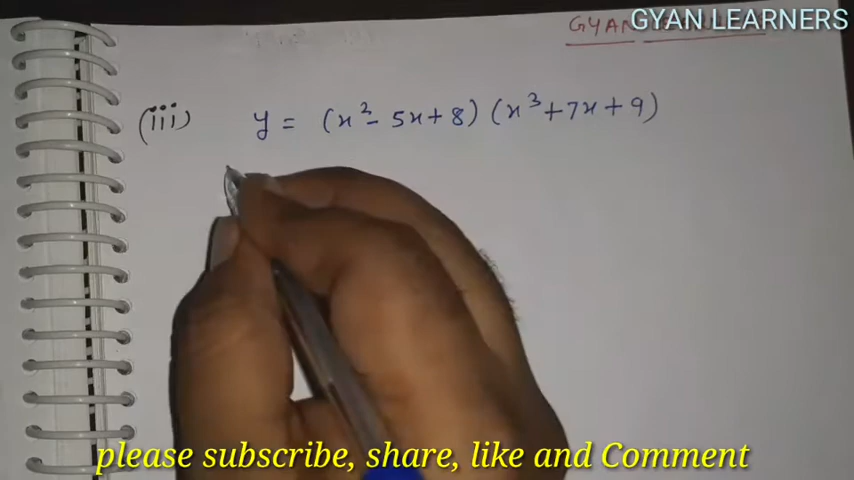 GYAN LEARNERS
GYAN
(iii) y = (x² - 5x + 8) (x³ + 7x + 9)
please subscribe, share, like and Comment